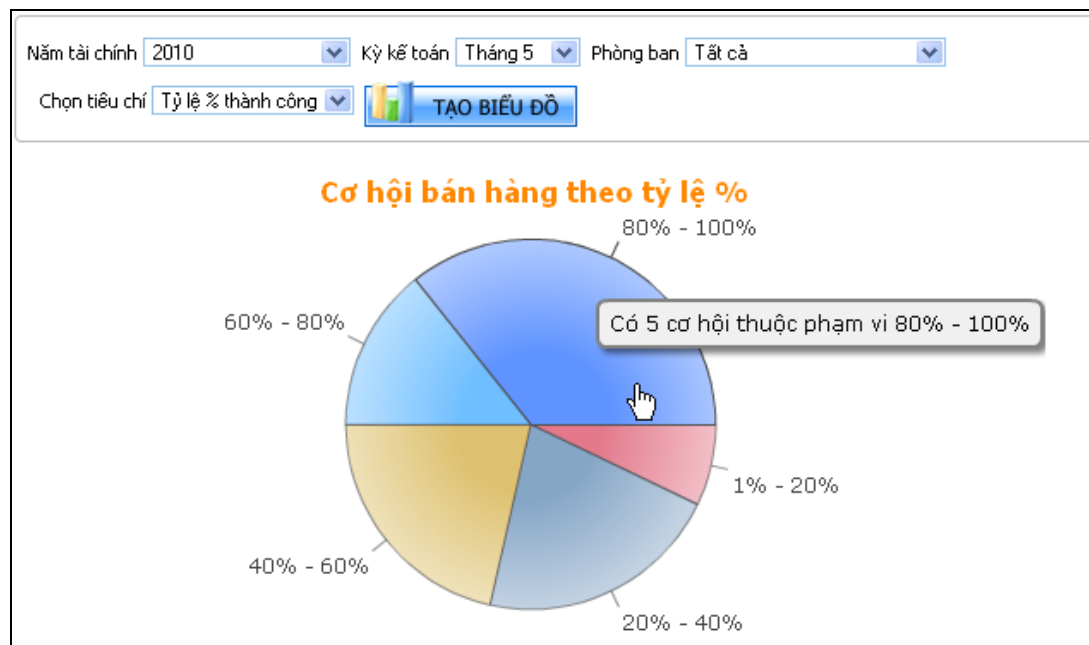 Năm tài chính 2010 Kỳ kế toán Tháng 5 Phòng ban Tất cả
Chọn tiêu chí Tỷ lệ % thành công TẠO BIỂU ĐỒ
Cơ hội bán hàng theo tỷ lệ %
80% - 100%
60% - 80%
Có 5 cơ hội thuộc phạm vi 80% - 100%
1% - 20%
40% - 60%
20% - 40%